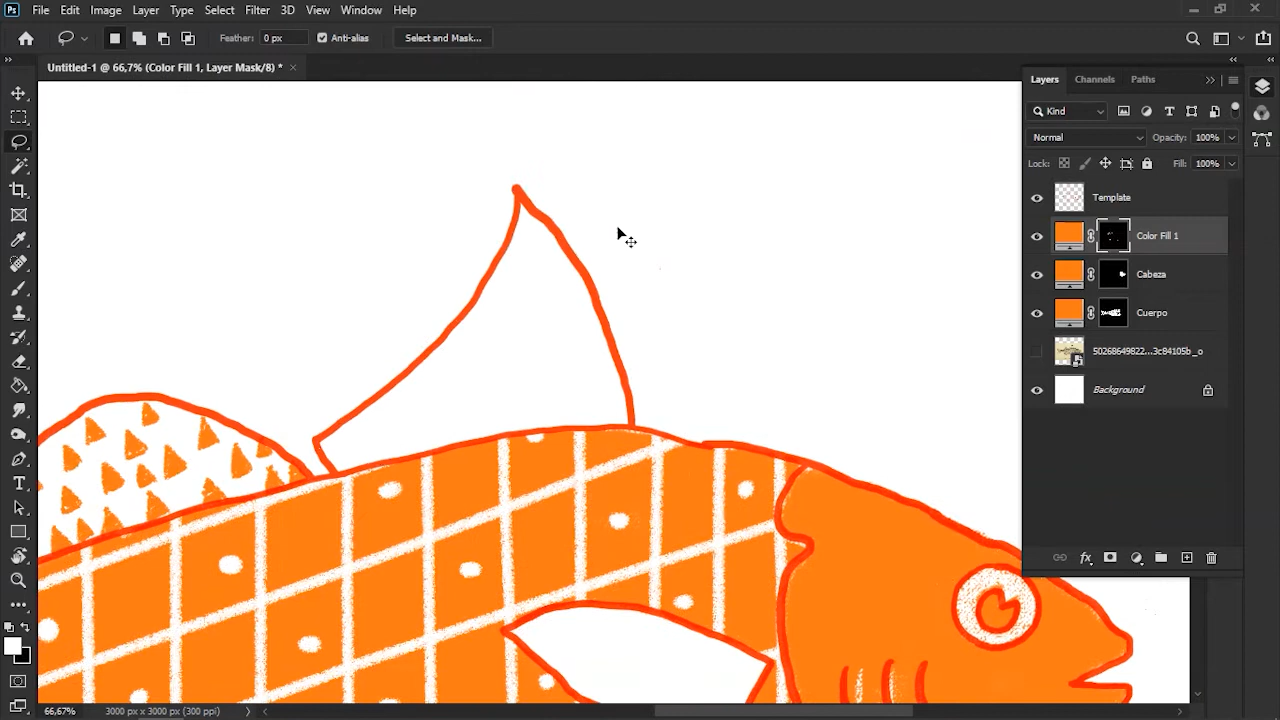 Ps File Edit Image Layer Type Select Filter 3D View Window Help
Feather: 0 px Anti-alias Select and Mask...
Untitled-1 @ 66,7% (Color Fill 1, Layer Mask/8) *
Layers Channels Paths
Kind
Normal Opacity: 100%
Lock: Fill: 100%
Template
Color Fill 1
Cabeza
Cuerpo
50268649822...3c84105b_o
Background
fx
66,67% 3000 px x 3000 px (300 ppi)